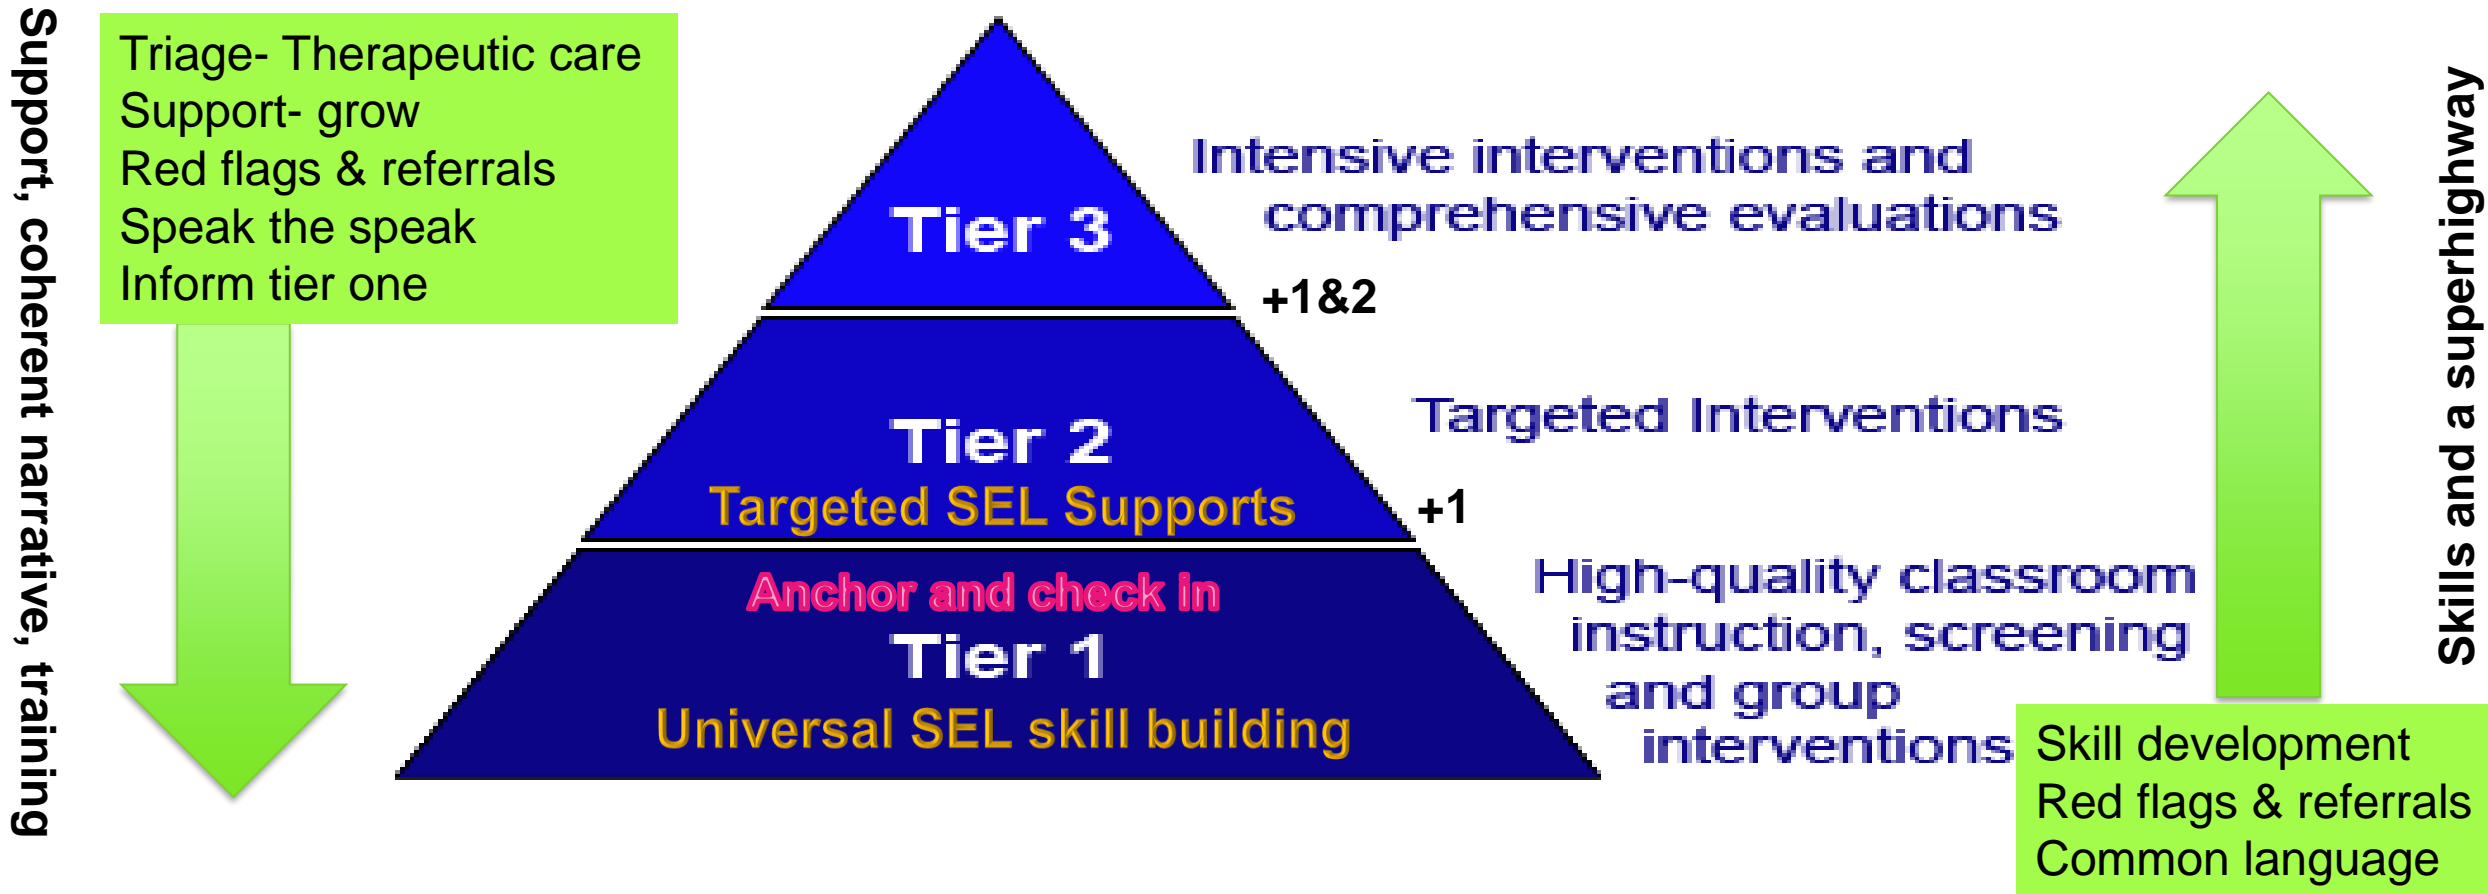 Support, coherent narrative, training
Triage- Therapeutic care
Support- grow
Red flags & referrals
Speak the speak
Inform tier one
Tier 3
Intensive interventions and
comprehensive evaluations
+1&2
Tier 2
Targeted SEL Supports
Targeted Interventions
+1
Anchor and check in
Tier 1
Universal SEL skill building
High-quality classroom
instruction, screening
and group
interventions
Skills and a superhighway
Skill development
Red flags & referrals
Common language